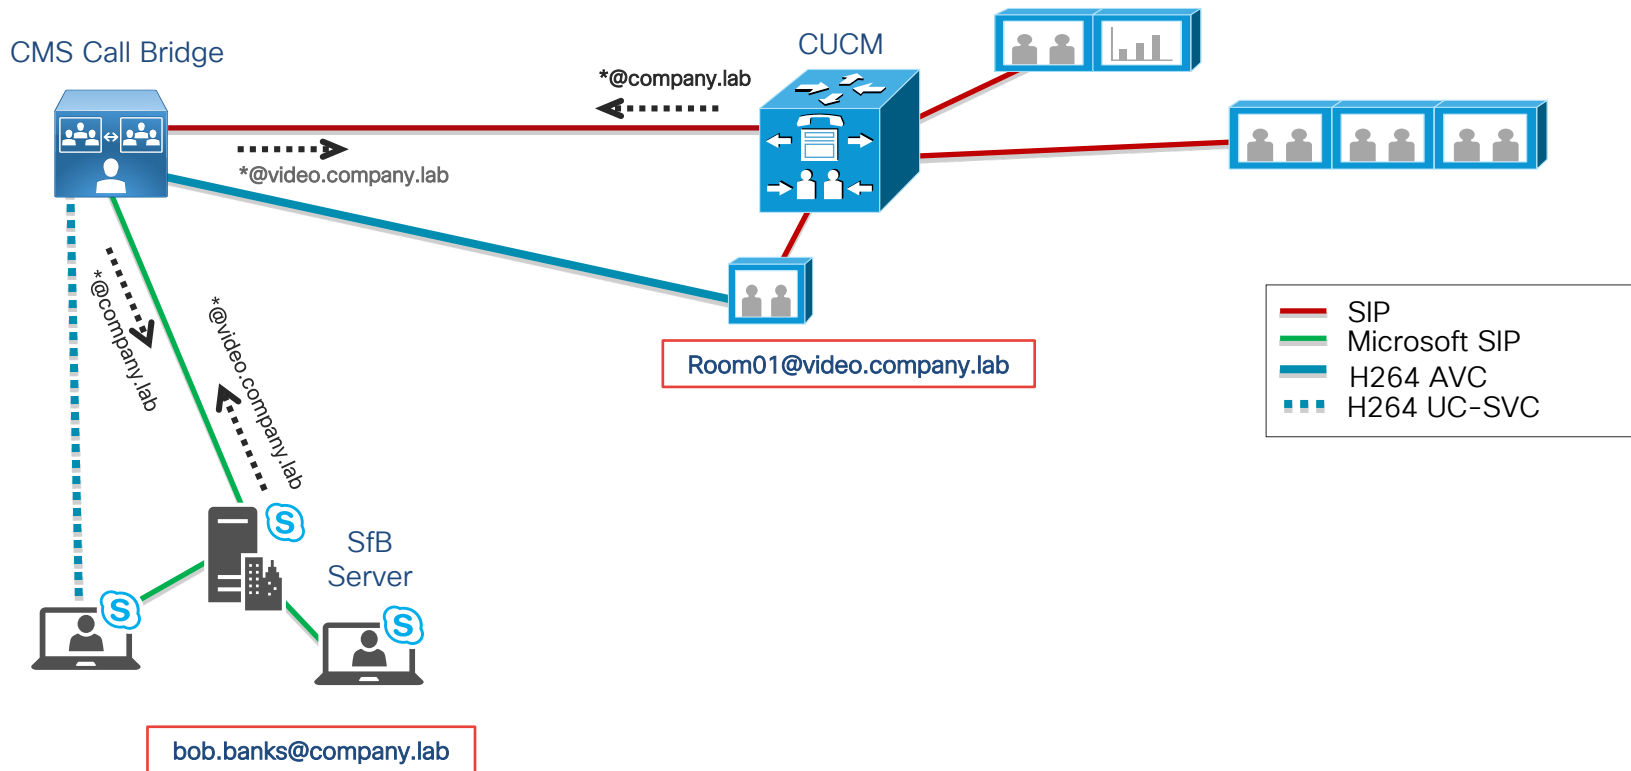 CMS Call Bridge
CUCM
*@company.lab
*@video.company.lab
*@company.lab
*@video.company.lab
Room01@video.company.lab
SIP
Microsoft SIP
H264 AVC
H264 UC-SVC
S
SfB
Server
S
S
bob.banks@company.lab